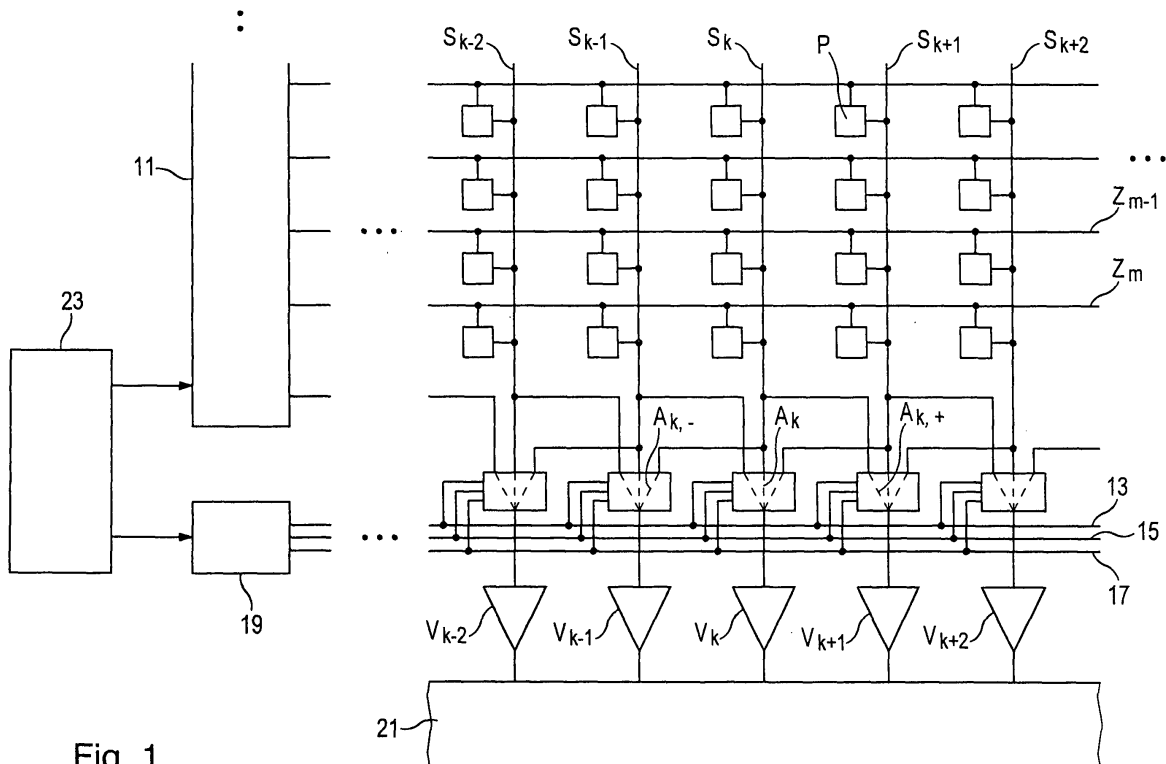 S_{k-2} S_{k-1} S_k P S_{k+1} S_{k+2}
11
Z_{m-1}
Z_m
23
A_{k,-} A_k A_{k,+}
13
15
17
19
V_{k-2} V_{k-1} V_k V_{k+1} V_{k+2}
21
Fig. 1